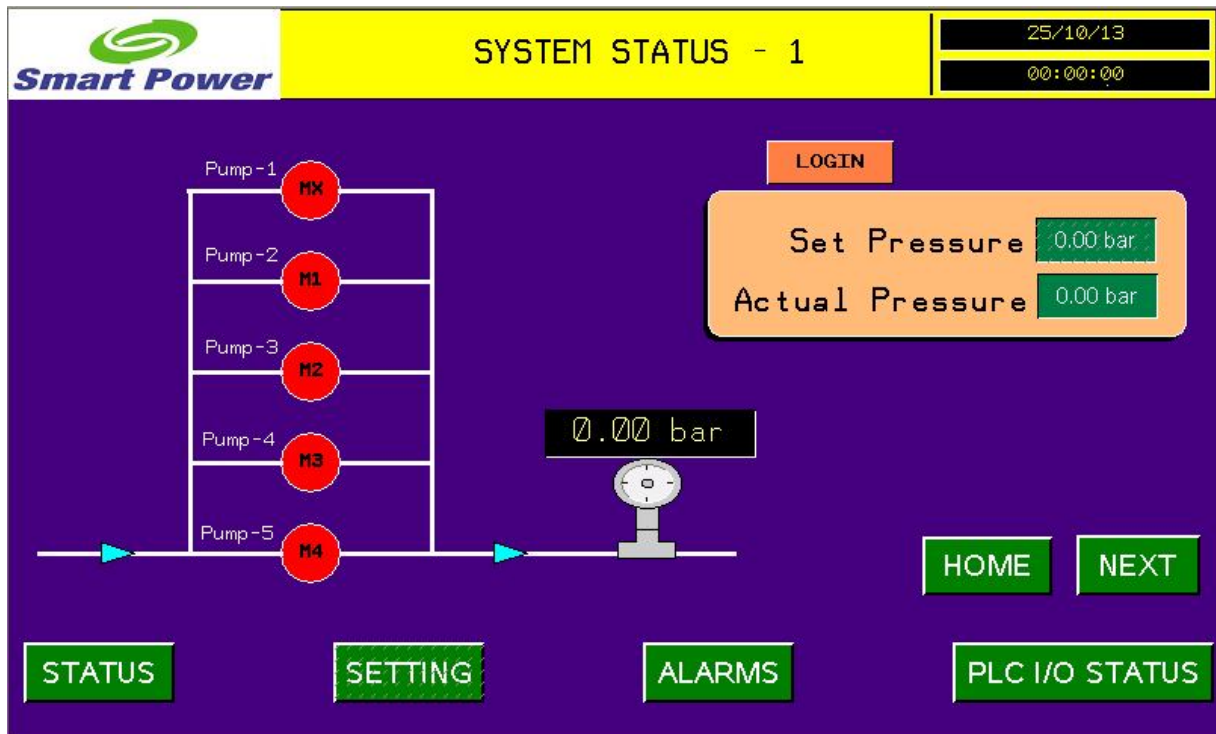 Smart Power
SYSTEM STATUS - 1
25/10/13
00:00:00
LOGIN
Pump-1
MX
Set Pressure 0.00 bar
Pump-2
M1
Actual Pressure 0.00 bar
Pump-3
M2
0.00 bar
Pump-4
M3
Pump-5
M4
HOME
NEXT
STATUS
SETTING
ALARMS
PLC I/O STATUS